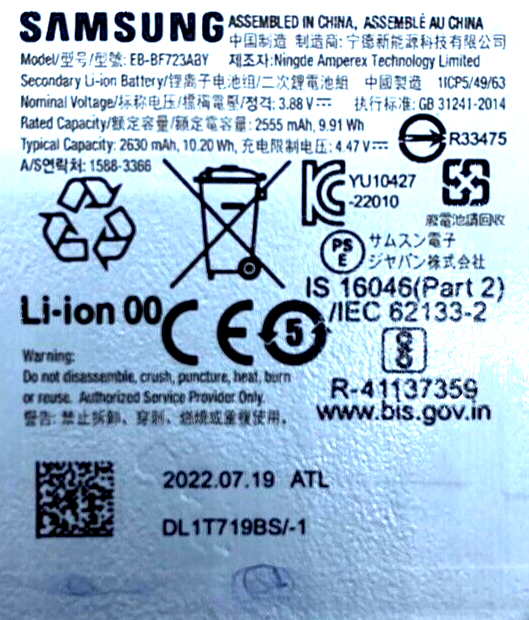 SAMSUNG ASSEMBLED IN CHINA, ASSEMBLÉ AU CHINA
中国制造 制造商: 宁德新能源科技有限公司
Model/型号/型號: EB-BF723ABY 제조자: Ningde Amperex Technology Limited
Secondary Li-ion Battery/锂离子电池组/二次鋰電池組 中國製造 1ICP5/49/63
Nominal Voltage/标称电压/標稱電壓/정격: 3.88 V⎓ 执行标准: GB 31241-2014
Rated Capacity/额定容量/額定電容量: 2555 mAh, 9.91 Wh
Typical Capacity: 2630 mAh, 10.20 Wh, 充电限制电压: 4.47 V⎓
R33475
A/S연락처: 1588-3366
YU10427
-22010
廢電池請回收
PS
E
サムスン電子
ジャパン株式会社
IS 16046(Part 2)
/IEC 62133-2
Li-ion 00 CE 5
R-41137359
www.bis.gov.in
Warning:
Do not disassemble, crush, puncture, heat, burn
or reuse. Authorized Service Provider Only.
警告: 禁止拆卸、穿刺、燃燒或重複使用。
2022.07.19 ATL
DL1T719BS/-1